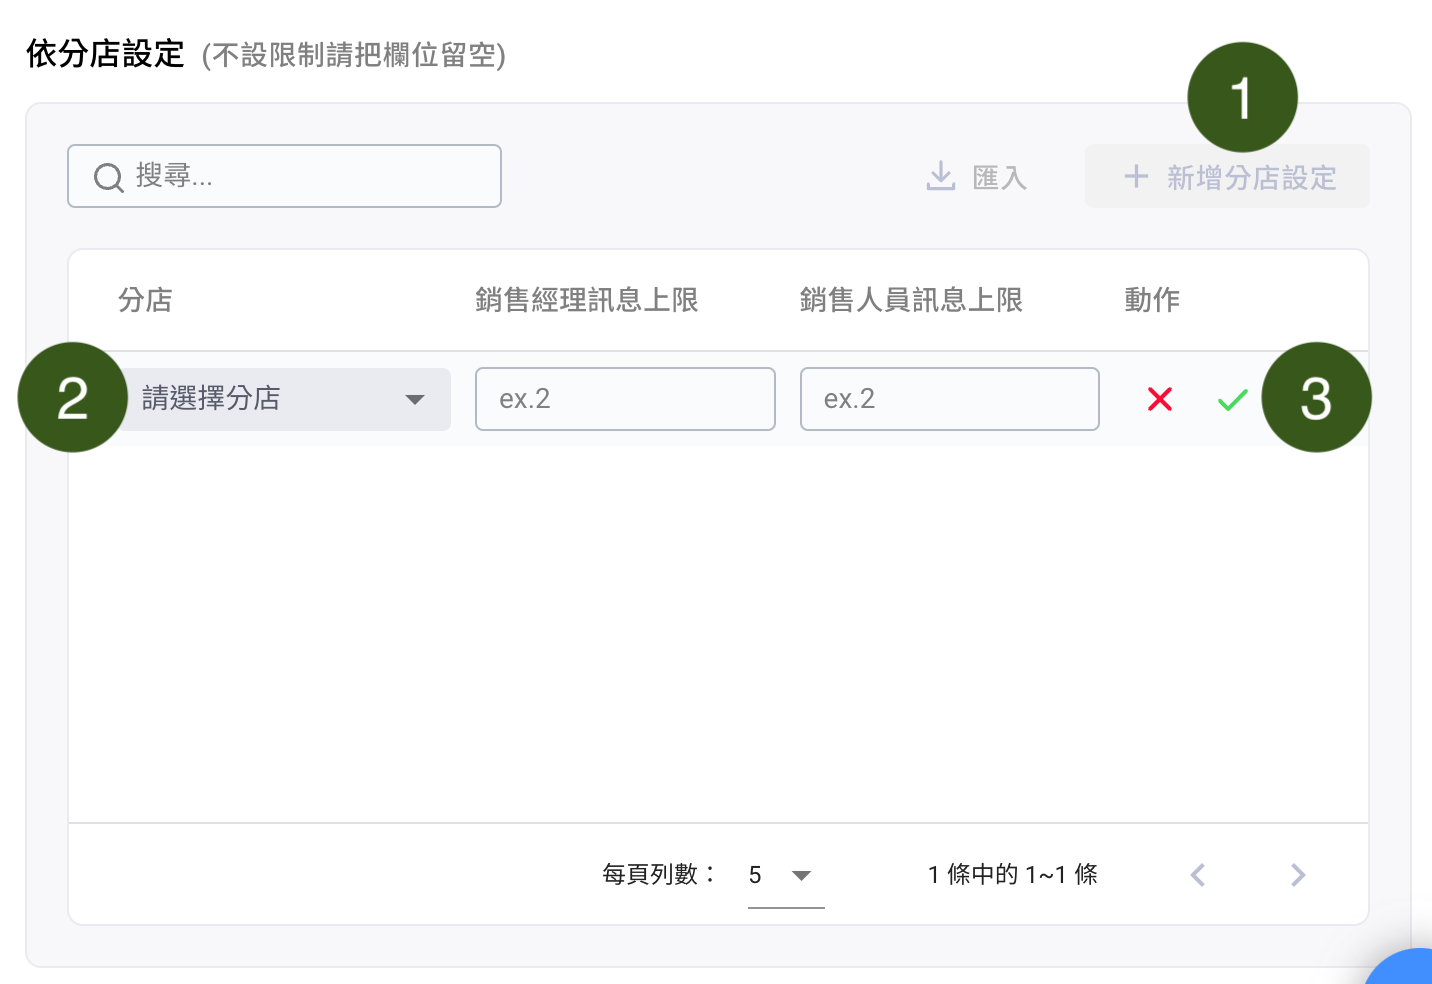 依分店設定 (不設限制請把欄位留空)
1
搜尋...
匯入
新增分店設定
分店 銷售經理訊息上限 銷售人員訊息上限 動作
2 請選擇分店 ex.2 ex.2 3
每頁列數： 5 1 條中的 1~1 條